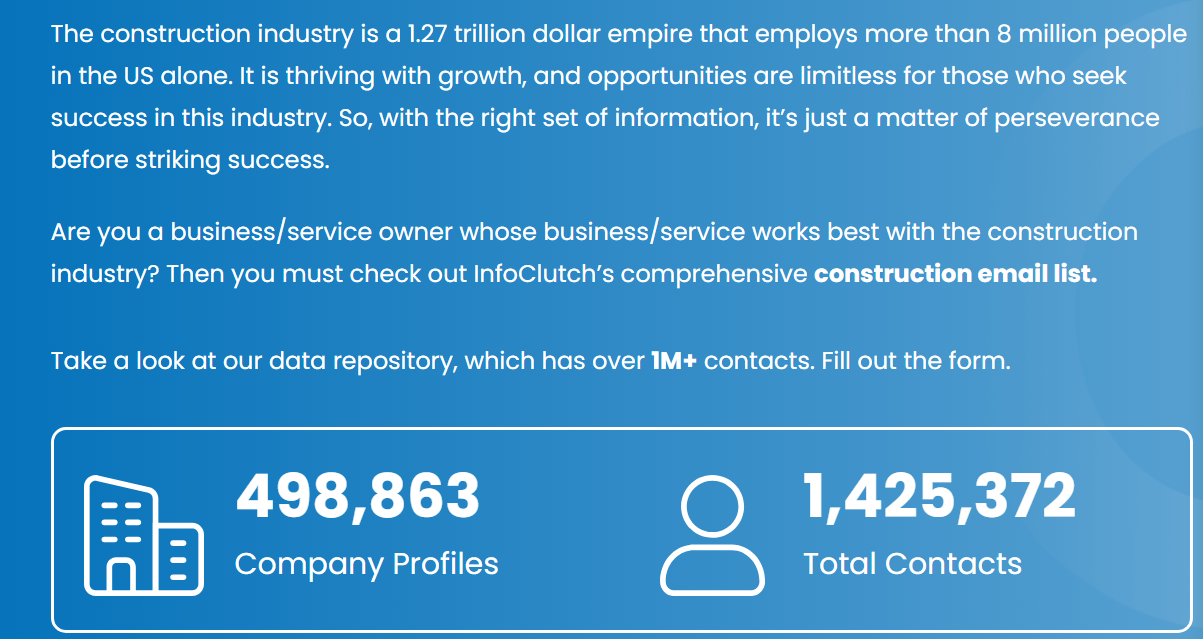 The construction industry is a 1.27 trillion dollar empire that employs more than 8 million people
in the US alone. It is thriving with growth, and opportunities are limitless for those who seek
success in this industry. So, with the right set of information, it’s just a matter of perseverance
before striking success.
Are you a business/service owner whose business/service works best with the construction
industry? Then you must check out InfoClutch’s comprehensive construction email list.
Take a look at our data repository, which has over 1M+ contacts. Fill out the form.
498,863
Company Profiles
1,425,372
Total Contacts